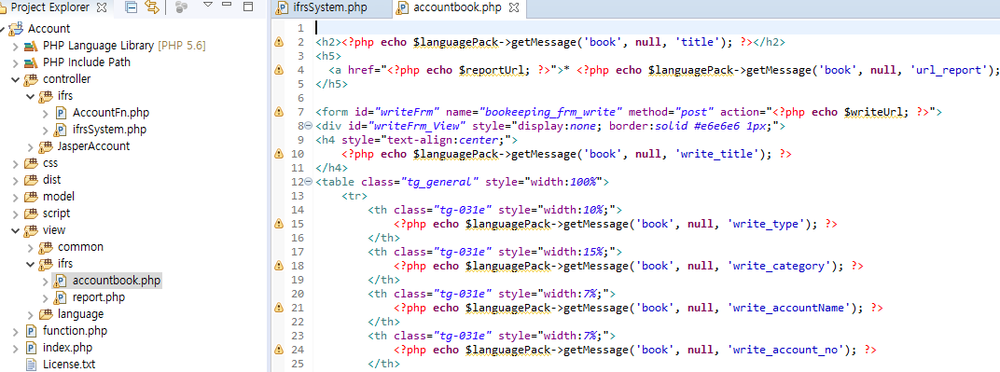 Project Explorer
Account
PHP Language Library [PHP 5.6]
PHP Include Path
controller
ifrs
AccountFn.php
ifrsSystem.php
JasperAccount
css
dist
model
script
view
common
ifrs
accountbook.php
report.php
language
function.php
index.php
License.txt
ifrsSystem.php
accountbook.php
1
2 <h2><?php echo $languagePack->getMessage('book', null, 'title'); ?></h2>
3 <h5>
4 <a href="<?php echo $reportUrl; ?>">* <?php echo $languagePack->getMessage('book', null, 'url_report');
5 </h5>
6
7 <form id="writeFrm" name="bookeeping_frm_write" method="post" action="<?php echo $writeUrl; ?>">
8 <div id="writeFrm_View" style="display:none; border:solid #e6e6e6 1px;">
9 <h4 style="text-align:center;">
10 <?php echo $languagePack->getMessage('book', null, 'write_title'); ?>
11 </h4>
12 <table class="tg_general" style="width:100%">
13 <tr>
14 <th class="tg-031e" style="width:10%;">
15 <?php echo $languagePack->getMessage('book', null, 'write_type'); ?>
16 </th>
17 <th class="tg-031e" style="width:15%;">
18 <?php echo $languagePack->getMessage('book', null, 'write_category'); ?>
19 </th>
20 <th class="tg-031e" style="width:7%;">
21 <?php echo $languagePack->getMessage('book', null, 'write_accountName'); ?>
22 </th>
23 <th class="tg-031e" style="width:7%;">
24 <?php echo $languagePack->getMessage('book', null, 'write_account_no'); ?>
25 </th>